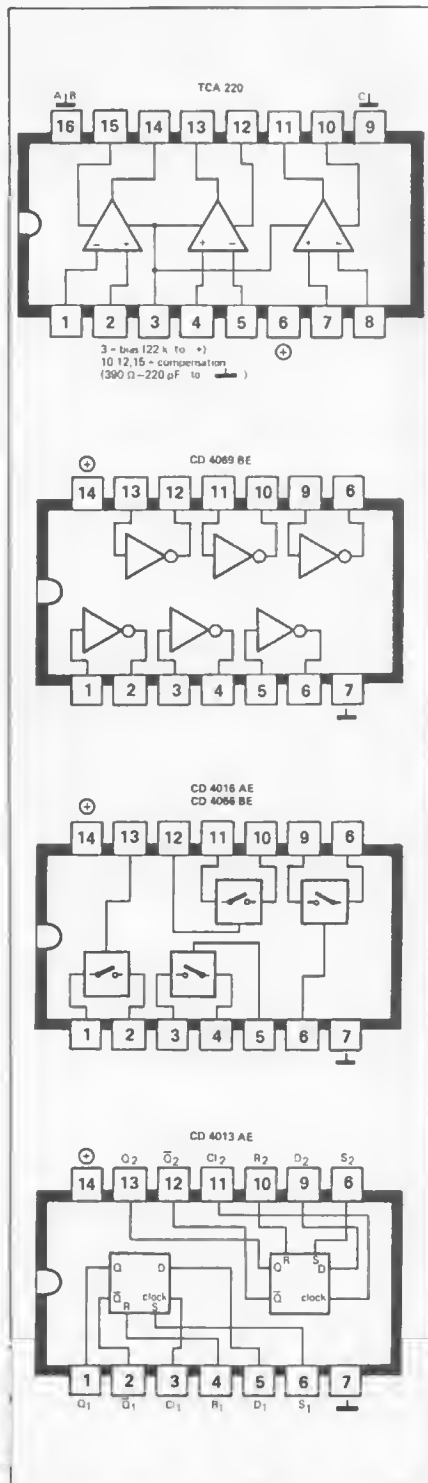 TCA 220
A B C
16 15 14 13 12 11 10 9
- + + - + -
1 2 3 4 5 6 7 8
3 = bias (22 k to +)
10 12,15 = compensation
(390 Ω–220 pF to ⊥)
+
CD 4069 BE
+
14 13 12 11 10 9 6
1 2 3 4 5 6 7
CD 4016 AE
CD 4066 BE
+
14 13 12 11 10 9 6
1 2 3 4 5 6 7
CD 4013 AE
+ Q2 Q̅2 Cl2 R2 D2 S2
14 13 12 11 10 9 6
R S
Q D Q D
Q̅ clock Q̅ clock
R S
1 2 3 4 5 6 7
Q1 Q̅1 Cl1 R1 D1 S1